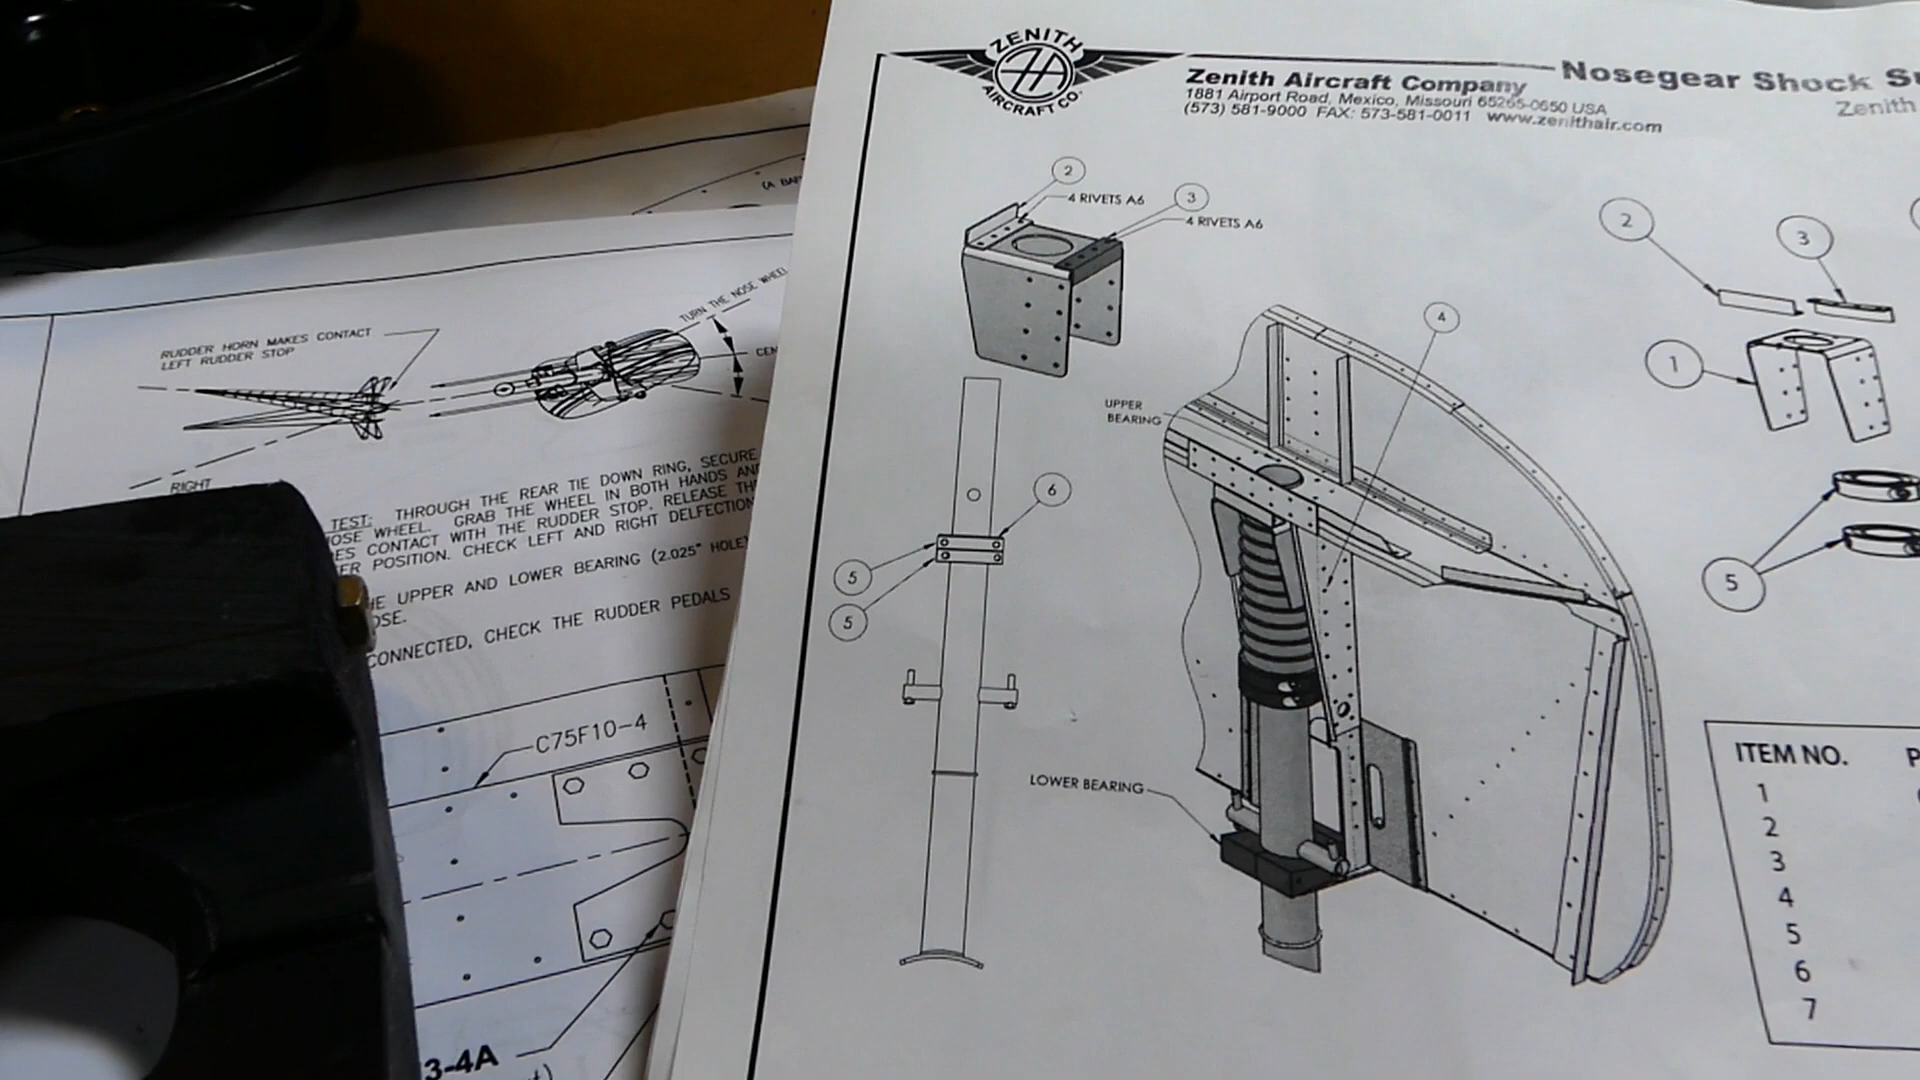 ZENITH
AIRCRAFT CO.
Zenith Aircraft Company
1881 Airport Road, Mexico, Missouri 65265-0650 USA
(573) 581-9000 FAX: 573-581-0011 www.zenithair.com
Nosegear Shock
Zenith
2
4 RIVETS A6
3
4 RIVETS A6
4
UPPER
BEARING
6
5
5
LOWER BEARING
2
3
1
5
ITEM NO.
1
2
3
4
5
6
7
RUDDER HORN MAKES CONTACT
LEFT RUDDER STOP
TURN THE NOSE WHEEL
RIGHT
TEST: THROUGH THE REAR TIE DOWN RING, SECURE
WHEEL. GRAB THE WHEEL IN BOTH HANDS
CONTACT WITH THE RUDDER STOP. RELEASE
POSITION. CHECK LEFT AND RIGHT DELFECTION
UPPER AND LOWER BEARING (2.025" HOLE)
CONNECTED, CHECK THE RUDDER PEDALS
C75F10-4
3-4A